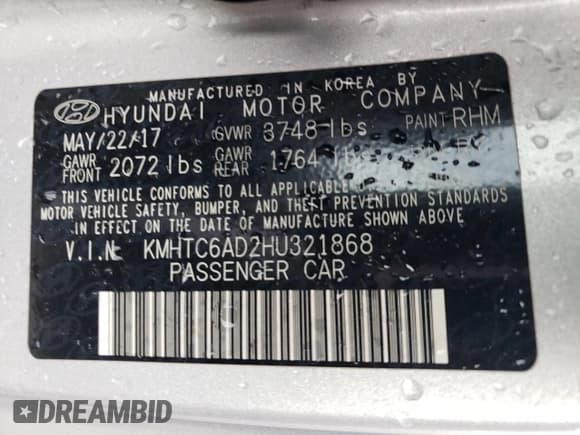 MANUFACTURED IN KOREA BY
HYUNDAI MOTOR COMPANY
MAY/22/17 GVWR 3748 lbs PAINT RHM
GAWR FRONT 2072 lbs GAWR REAR 1764 lbs
THIS VEHICLE CONFORMS TO ALL APPLICABLE
MOTOR VEHICLE SAFETY, BUMPER, AND THEFT PREVENTION STANDARDS
IN EFFECT ON THE DATE OF MANUFACTURE SHOWN ABOVE
V.I.N: KMHTC6AD2HU321868
PASSENGER CAR
DREAMBID